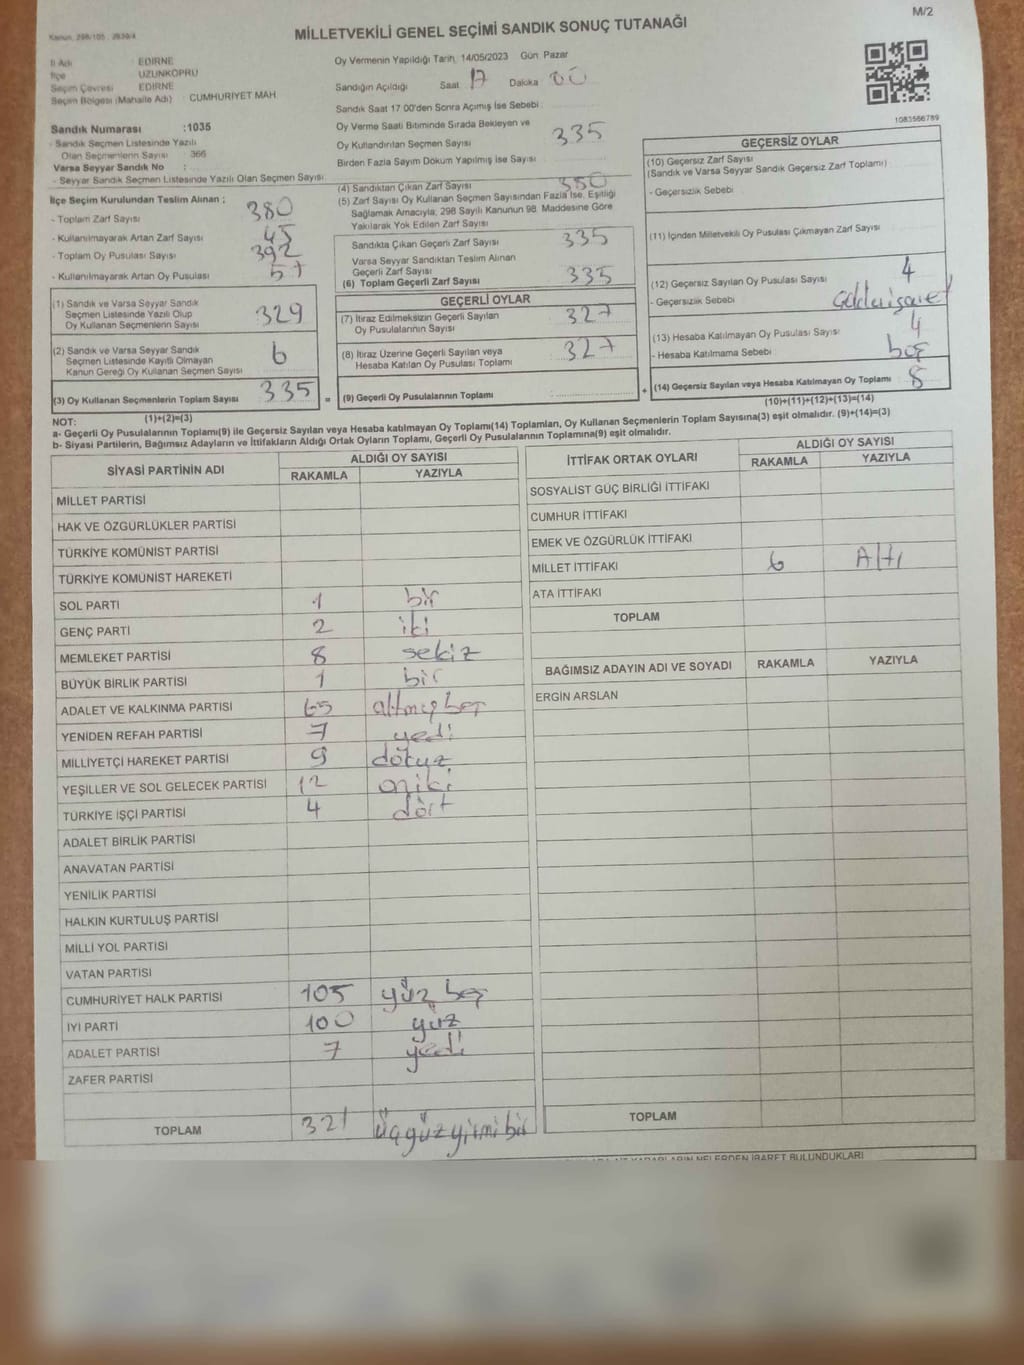 M/2
Kanun: 298/105 , 2839/4
MİLLETVEKİLİ GENEL SEÇİMİ SANDIK SONUÇ TUTANAĞI
İl Adı : EDİRNE
İlçe : UZUNKÖPRÜ
Seçim Çevresi : EDİRNE
Seçim Bölgesi (Mahalle Adı) : CUMHURİYET MAH.
Sandık Numarası :1035
- Sandık Seçmen Listesinde Yazılı
Olan Seçmenlerin Sayısı : 366
Varsa Seyyar Sandık No :
- Seyyar Sandık Seçmen Listesinde Yazılı Olan Seçmen Sayısı:
Oy Vermenin Yapıldığı Tarih: 14/05/2023 Gün: Pazar
Sandığın Açıldığı Saat 17 Dakika 00
Sandık Saat 17:00'den Sonra Açımış İse Sebebi :
Oy Verme Saati Bitiminde Sırada Bekleyen ve
Oy Kullandırılan Seçmen Sayısı : 335
Birden Fazla Sayım Döküm Yapılmış İse Sayısı :
1083566789
İlçe Seçim Kurulundan Teslim Alınan ;
- Toplam Zarf Sayısı : 380
- Kullanılmayarak Artan Zarf Sayısı : 45
- Toplam Oy Pusulası Sayısı : 392
- Kullanılmayarak Artan Oy Pusulası : 57
(1) Sandık ve Varsa Seyyar Sandık
Seçmen Listesinde Yazılı Olup
Oy Kullanan Seçmenlerin Sayısı : 329
(2) Sandık ve Varsa Seyyar Sandık
Seçmen Listesinde Kayıtlı Olmayan
Kanun Gereği Oy Kullanan Seçmen Sayısı : 6
(3) Oy Kullanan Seçmenlerin Toplam Sayısı : 335
(1)+(2)=(3)
(4) Sandıktan Çıkan Zarf Sayısı :
(5) Zarf Sayısı Oy Kullanan Seçmen Sayısından Fazla İse, Eşitliği
Sağlamak Amacıyla, 298 Sayılı Kanunun 98. Maddesine Göre
Yakılarak Yok Edilen Zarf Sayısı :
Sandıkta Çıkan Geçerli Zarf Sayısı : 335
Varsa Seyyar Sandıktan Teslim Alınan
Geçerli Zarf Sayısı :
(6) Toplam Geçerli Zarf Sayısı : 335
GEÇERLİ OYLAR
(7) İtiraz Edilmeksizin Geçerli Sayılan
Oy Pusulalarının Sayısı : 327
(8) İtiraz Üzerine Geçerli Sayılan veya
Hesaba Katılan Oy Pusulası Toplamı : 327
(9) Geçerli Oy Pusulalarının Toplamı :
GEÇERSİZ OYLAR
(10) Geçersiz Zarf Sayısı
(Sandık ve Varsa Seyyar Sandık Geçersiz Zarf Toplamı) :
- Geçersizlik Sebebi :
(11) İçinden Milletvekili Oy Pusulası Çıkmayan Zarf Sayısı :
(12) Geçersiz Sayılan Oy Pusulası Sayısı : 4
- Geçersizlik Sebebi :
(13) Hesaba Katılmayan Oy Pusulası Sayısı : 4
- Hesaba Katılmama Sebebi : boş
(14) Geçersiz Sayılan veya Hesaba Katılmayan Oy Toplamı : 8
(10)+(11)+(12)+(13)=(14)
NOT:
a- Geçerli Oy Pusulalarının Toplamı(9) ile Geçersiz Sayılan veya Hesaba katılmayan Oy Toplamı(14) Toplamları, Oy Kullanan Seçmenlerin Toplam Sayısına(3) eşit olmalıdır. (9)+(14)=(3)
b- Siyasi Partilerin, Bağımsız Adayların ve İttifakların Aldığı Ortak Oyların Toplamı, Geçerli Oy Pusulalarının Toplamına(9) eşit olmalıdır.
SİYASİ PARTİNİN ADI ALDIĞI OY SAYISI
RAKAMLA YAZIYLA
MİLLET PARTİSİ
HAK VE ÖZGÜRLÜKLER PARTİSİ
TÜRKİYE KOMÜNİST PARTİSİ
TÜRKİYE KOMÜNİST HAREKETİ
SOL PARTİ 1 bir
GENÇ PARTİ 2 iki
MEMLEKET PARTİSİ 8 sekiz
BÜYÜK BİRLİK PARTİSİ 1 bir
ADALET VE KALKINMA PARTİSİ 65 altmışbeş
YENİDEN REFAH PARTİSİ 7 yedi
MİLLİYETÇİ HAREKET PARTİSİ 9 dokuz
YEŞİLLER VE SOL GELECEK PARTİSİ 12 oniki
TÜRKİYE İŞÇİ PARTİSİ 4 dört
ADALET BİRLİK PARTİSİ
ANAVATAN PARTİSİ
YENİLİK PARTİSİ
HALKIN KURTULUŞ PARTİSİ
MİLLİ YOL PARTİSİ
VATAN PARTİSİ
CUMHURİYET HALK PARTİSİ 105 yüz beş
İYİ PARTİ 100 yüz
ADALET PARTİSİ 7 yedi
ZAFER PARTİSİ
TOPLAM 321 üçyüzyirmibir
İTTİFAK ORTAK OYLARI ALDIĞI OY SAYISI
RAKAMLA YAZIYLA
SOSYALİST GÜÇ BİRLİĞİ İTTİFAKI
CUMHUR İTTİFAKI
EMEK VE ÖZGÜRLÜK İTTİFAKI
MİLLET İTTİFAKI 6 Altı
ATA İTTİFAKI
TOPLAM
BAĞIMSIZ ADAYIN ADI VE SOYADI RAKAMLA YAZIYLA
ERGİN ARSLAN
TOPLAM
NELERDEN İBARET BULUNDUKLARI